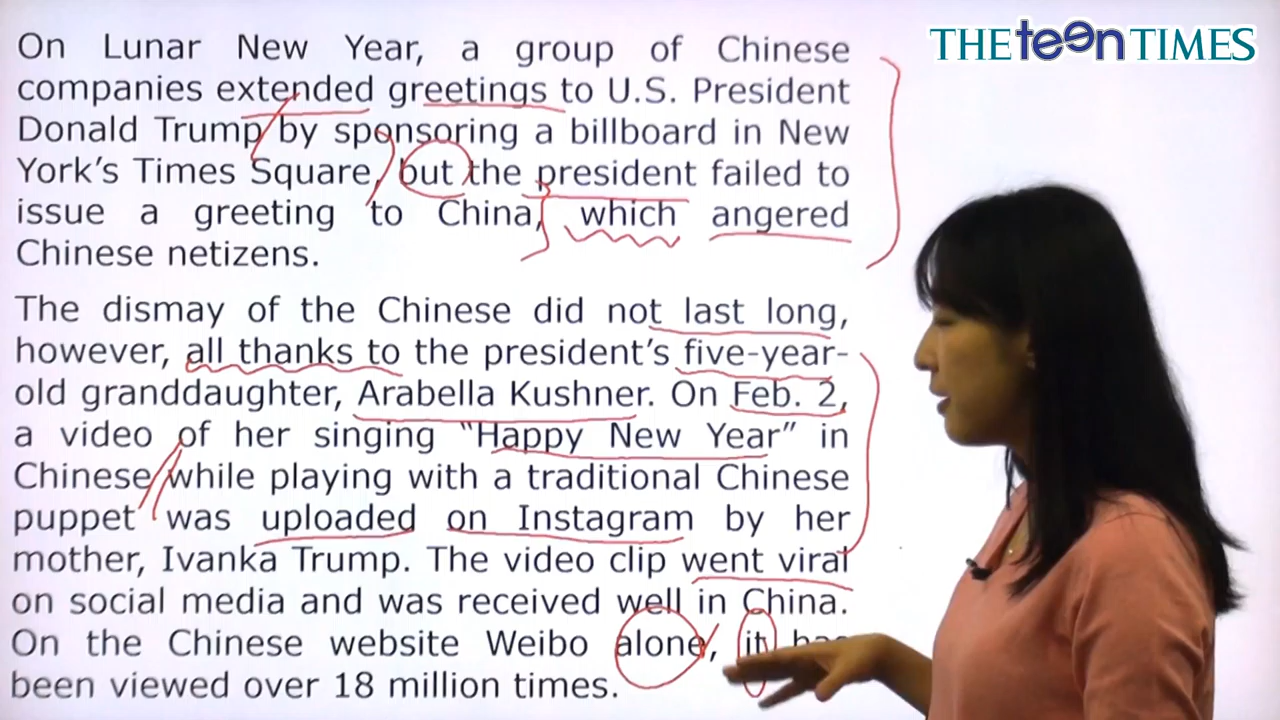 THE teen TIMES
On Lunar New Year, a group of Chinese
companies extended greetings to U.S. President
Donald Trump by sponsoring a billboard in New
York's Times Square, but the president failed to
issue a greeting to China, which angered
Chinese netizens.
The dismay of the Chinese did not last long,
however, all thanks to the president's five-year-
old granddaughter, Arabella Kushner. On Feb. 2,
a video of her singing "Happy New Year" in
Chinese while playing with a traditional Chinese
puppet was uploaded on Instagram by her
mother, Ivanka Trump. The video clip went viral
on social media and was received well in China.
On the Chinese website Weibo alone, it has
been viewed over 18 million times.